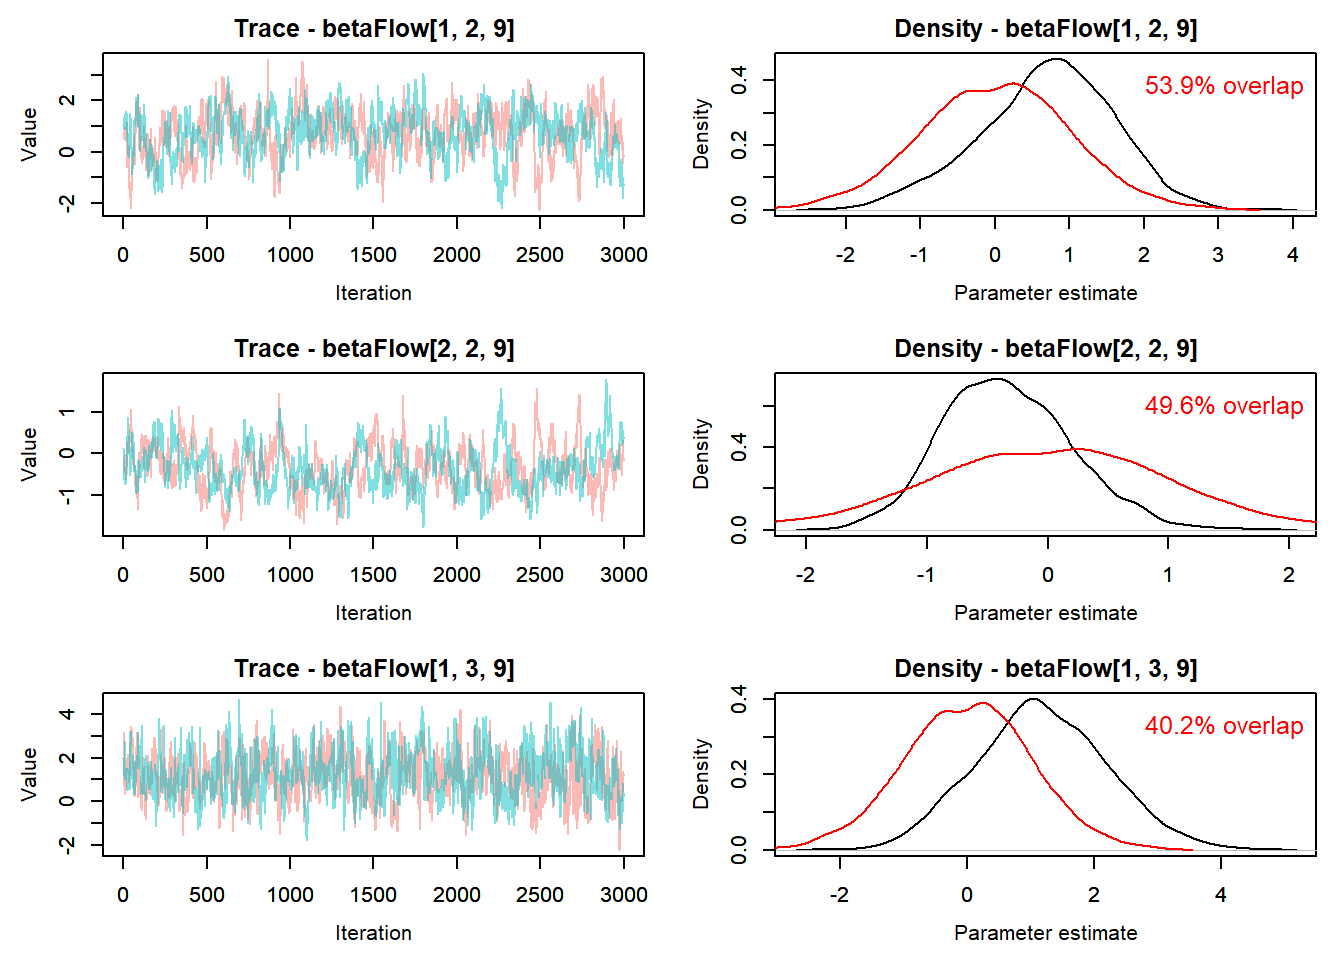 Trace - betaFlow[1, 2, 9]
Value
-2 0 2
0 500 1000 1500 2000 2500 3000
Iteration
Density - betaFlow[1, 2, 9]
53.9% overlap
Density
0.0 0.2 0.4
-2 -1 0 1 2 3 4
Parameter estimate
Trace - betaFlow[2, 2, 9]
Value
-1 0 1
0 500 1000 1500 2000 2500 3000
Iteration
Density - betaFlow[2, 2, 9]
49.6% overlap
Density
0.0 0.4
-2 -1 0 1 2
Parameter estimate
Trace - betaFlow[1, 3, 9]
Value
-2 0 2 4
0 500 1000 1500 2000 2500 3000
Iteration
Density - betaFlow[1, 3, 9]
40.2% overlap
Density
0.0 0.2 0.4
-2 0 2 4
Parameter estimate